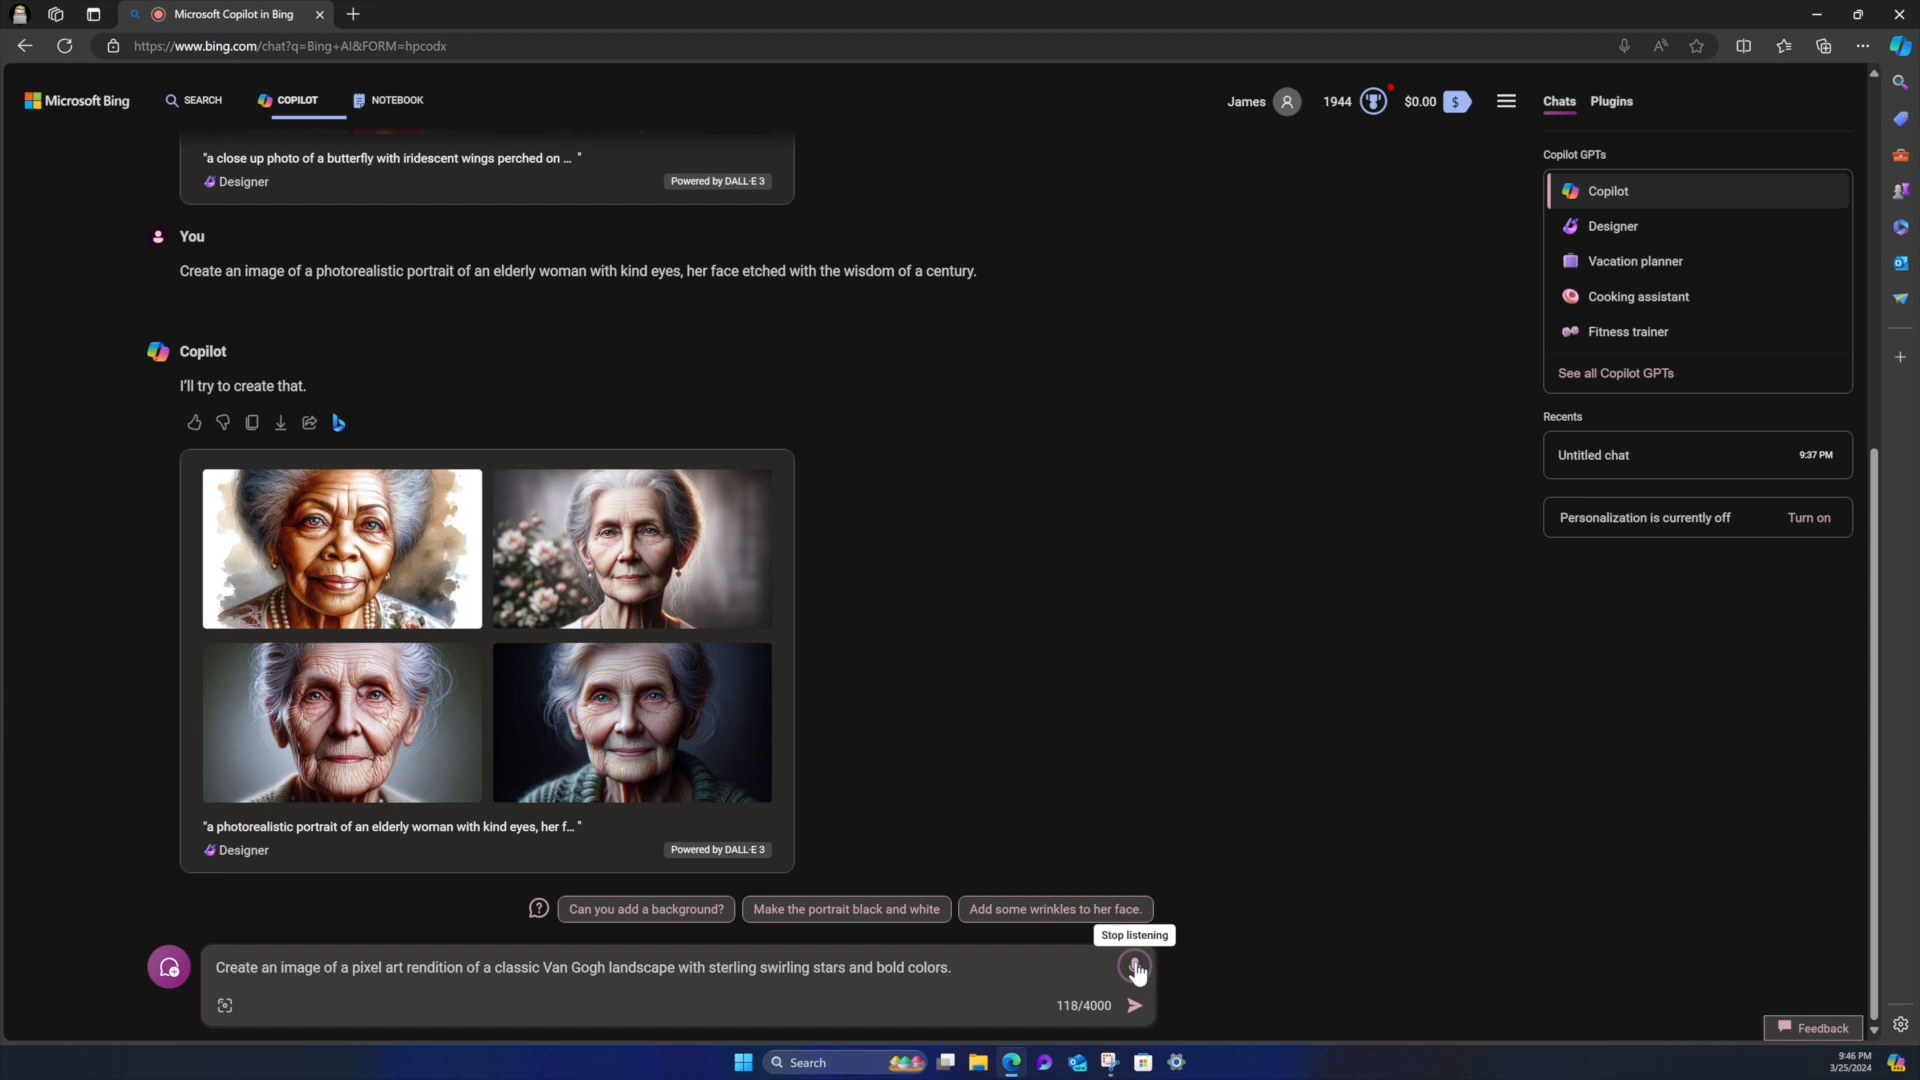 Microsoft Copilot in Bing
https://www.bing.com/chat?q=Bing+AI&FORM=hpcodx
Microsoft Bing
SEARCH
COPILOT
NOTEBOOK
James
1944
$0.00
$
Chats
Plugins
"a close up photo of a butterfly with iridescent wings perched on ... "
Designer
Powered by DALL·E 3
You
Create an image of a photorealistic portrait of an elderly woman with kind eyes, her face etched with the wisdom of a century.
Copilot
I'll try to create that.
"a photorealistic portrait of an elderly woman with kind eyes, her f... "
Designer
Powered by DALL·E 3
Can you add a background?
Make the portrait black and white
Add some wrinkles to her face.
Stop listening
Create an image of a pixel art rendition of a classic Van Gogh landscape with sterling swirling stars and bold colors.
118/4000
Copilot GPTs
Copilot
Designer
Vacation planner
Cooking assistant
Fitness trainer
See all Copilot GPTs
Recents
Untitled chat
9:37 PM
Personalization is currently off
Turn on
Feedback
Search
9:46 PM
3/25/2024